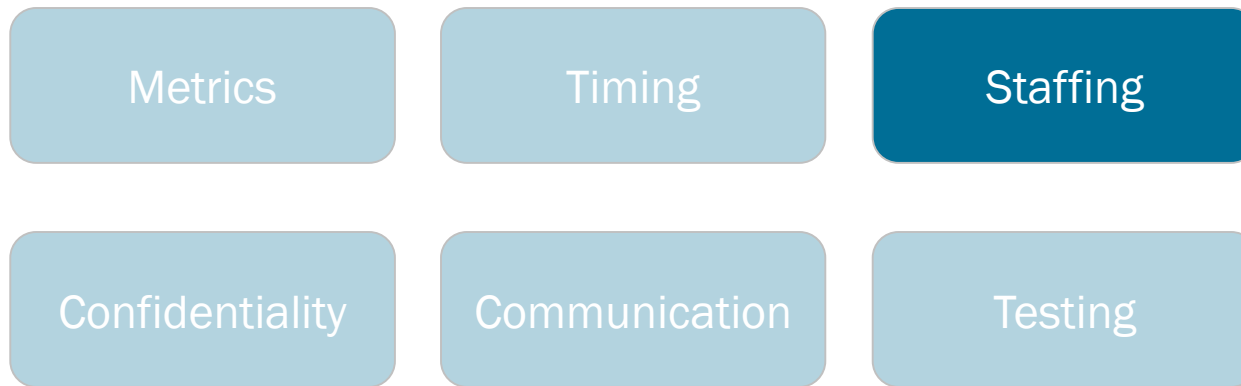 Metrics
Timing
Staffing
Confidentiality
Communication
Testing